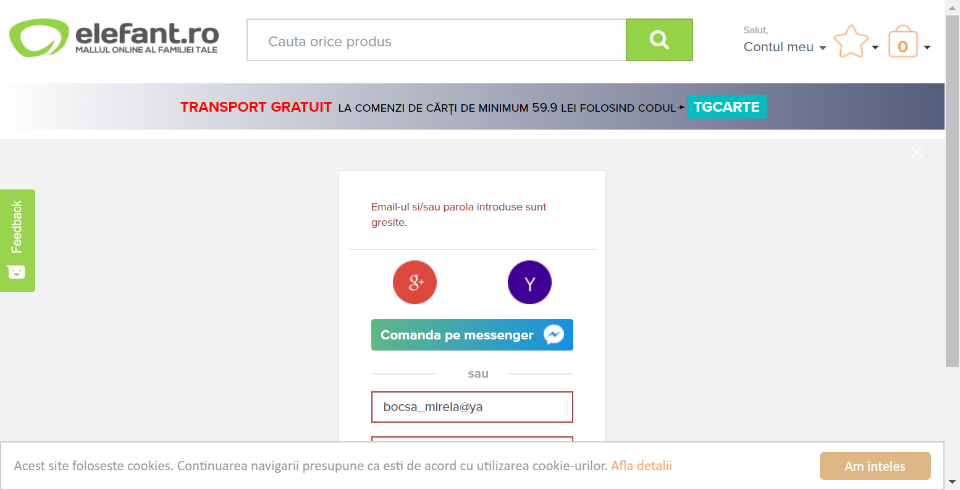 elefant.ro
MALLUL ONLINE AL FAMILIEI TALE
Cauta orice produs
Salut,
Contul meu
0
TRANSPORT GRATUIT LA COMENZI DE CĂRȚI DE MINIMUM 59.9 LEI FOLOSIND CODUL TGCARTE
Feedback
Email-ul si/sau parola introduse sunt
gresite.
g+
Y
Comanda pe messenger
sau
bocsa_mirela@ya
Acest site foloseste cookies. Continuarea navigarii presupune ca esti de acord cu utilizarea cookie-urilor. Afla detalii
Am inteles